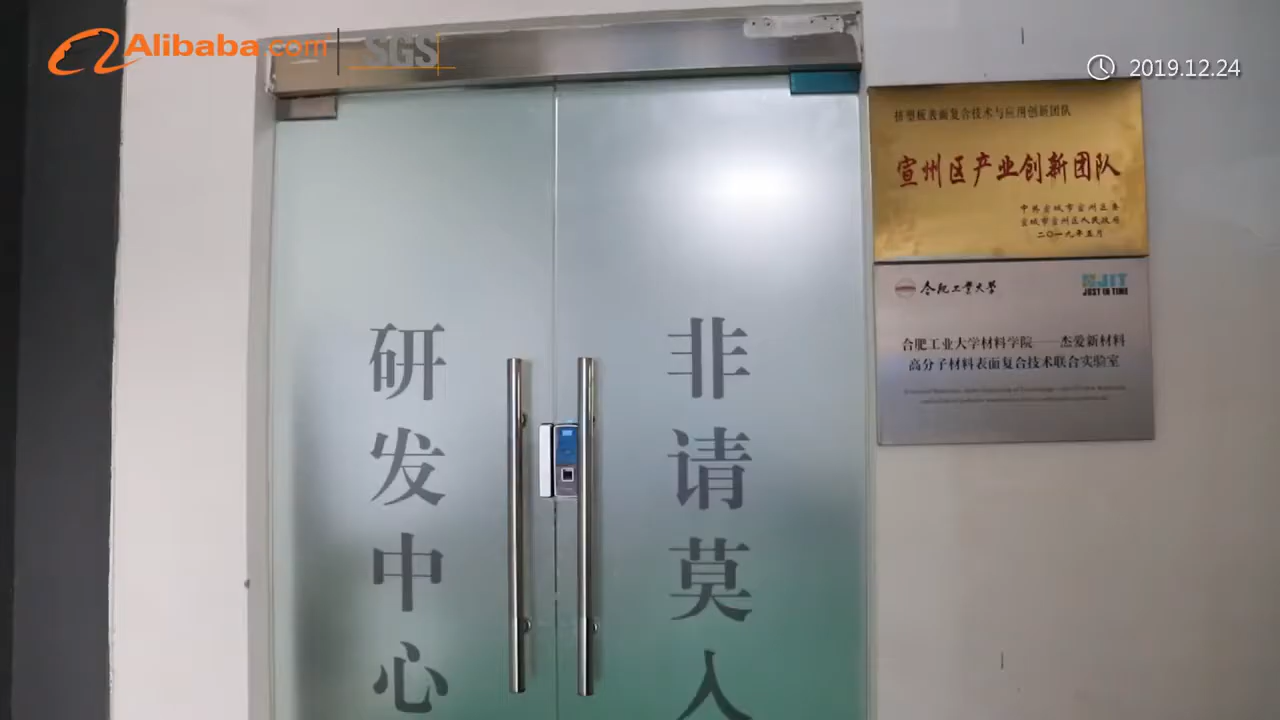 Alibaba.com
SGS
2019.12.24
研发中心
非请莫入
挤塑板表面复合技术与应用创新团队
宣州区产业创新团队
中共宣城市宣州区委
宣城市宣州区人民政府
二〇一九年五月
合肥工业大学
JIT
JUST IN TIME
合肥工业大学材料学院——杰爱新材料
高分子材料表面复合技术联合实验室